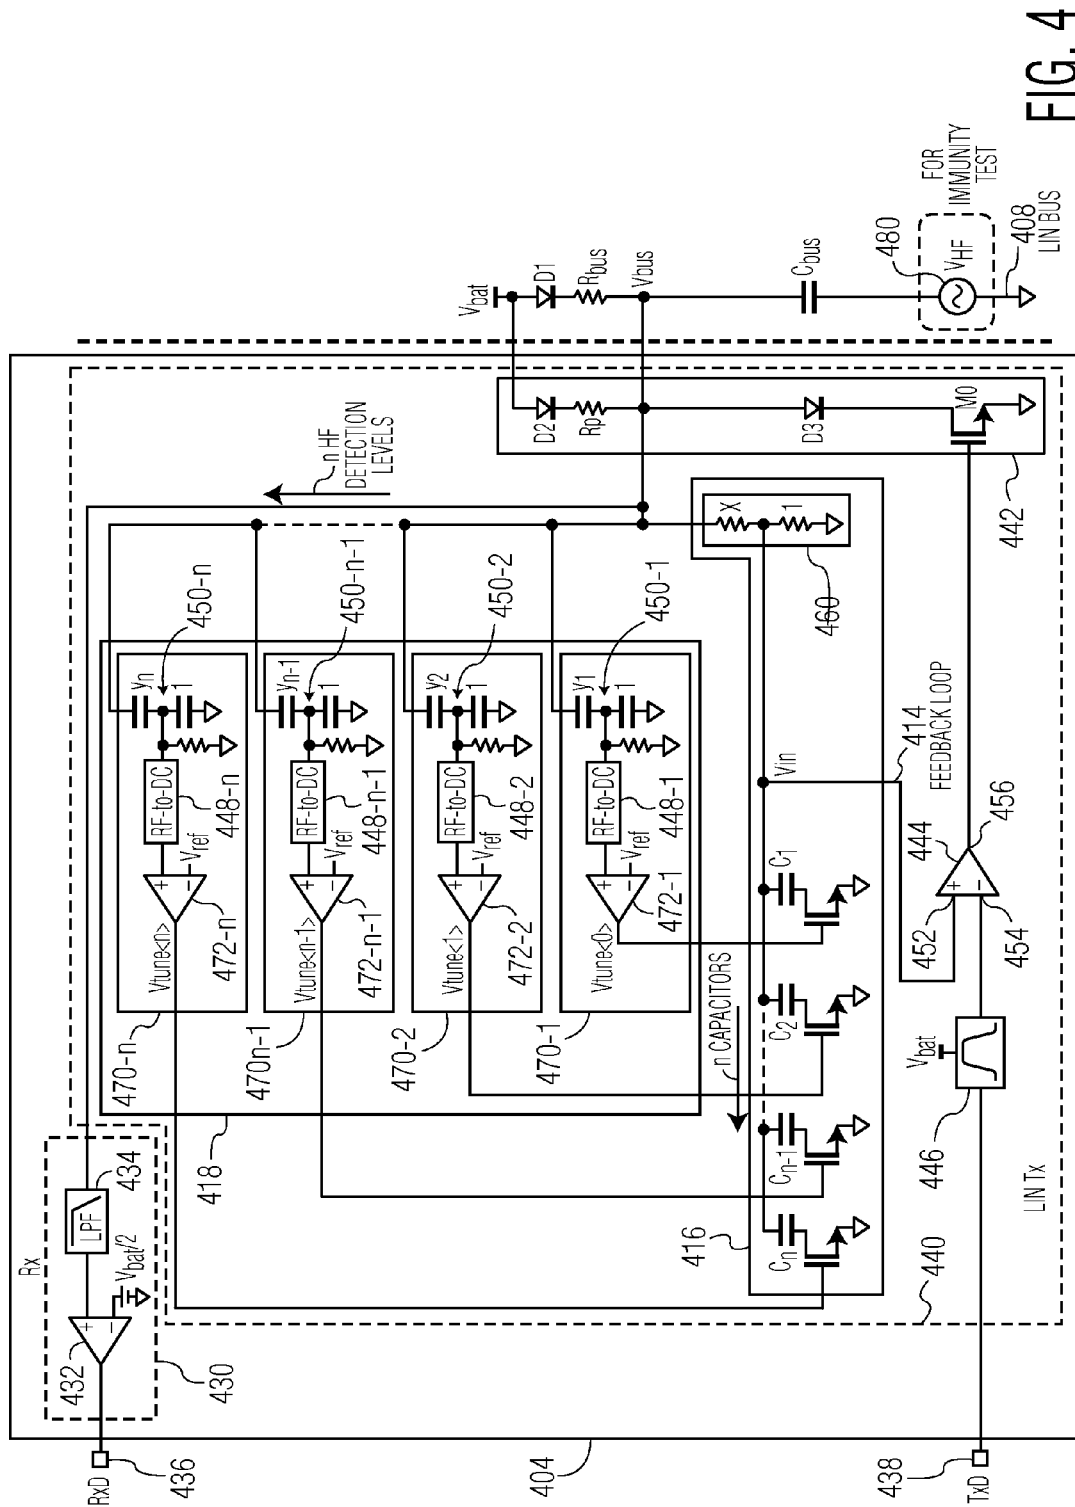 RxD
436
432
430
Rx
LPF
434
Vbat/2
404
TxD
438
440
LIN Tx
446
Vbat
418
416
470-n
Vtune<n>
472-n
Vref
RF-to-DC
448-n
yn
1
450-n
470n-1
Vtune<n-1>
472-n-1
Vref
RF-to-DC
448-n-1
yn-1
1
450-n-1
470-2
Vtune<1>
472-2
Vref
RF-to-DC
448-2
y2
1
450-2
470-1
Vtune<0>
472-1
Vref
RF-to-DC
448-1
y1
1
450-1
n HF
DETECTION
LEVELS
n CAPACITORS
Cn
Cn-1
C2
C1
Vin
X
1
460
414
FEEDBACK LOOP
452
454
444
456
442
D2
Rp
D3
M0
Vbat
D1
Rbus
Vbus
Cbus
480
VHF
FOR
IMMUNITY
TEST
408
LIN BUS
+
−
+
−
+
−
+
−
+
−
+
−
FIG. 4